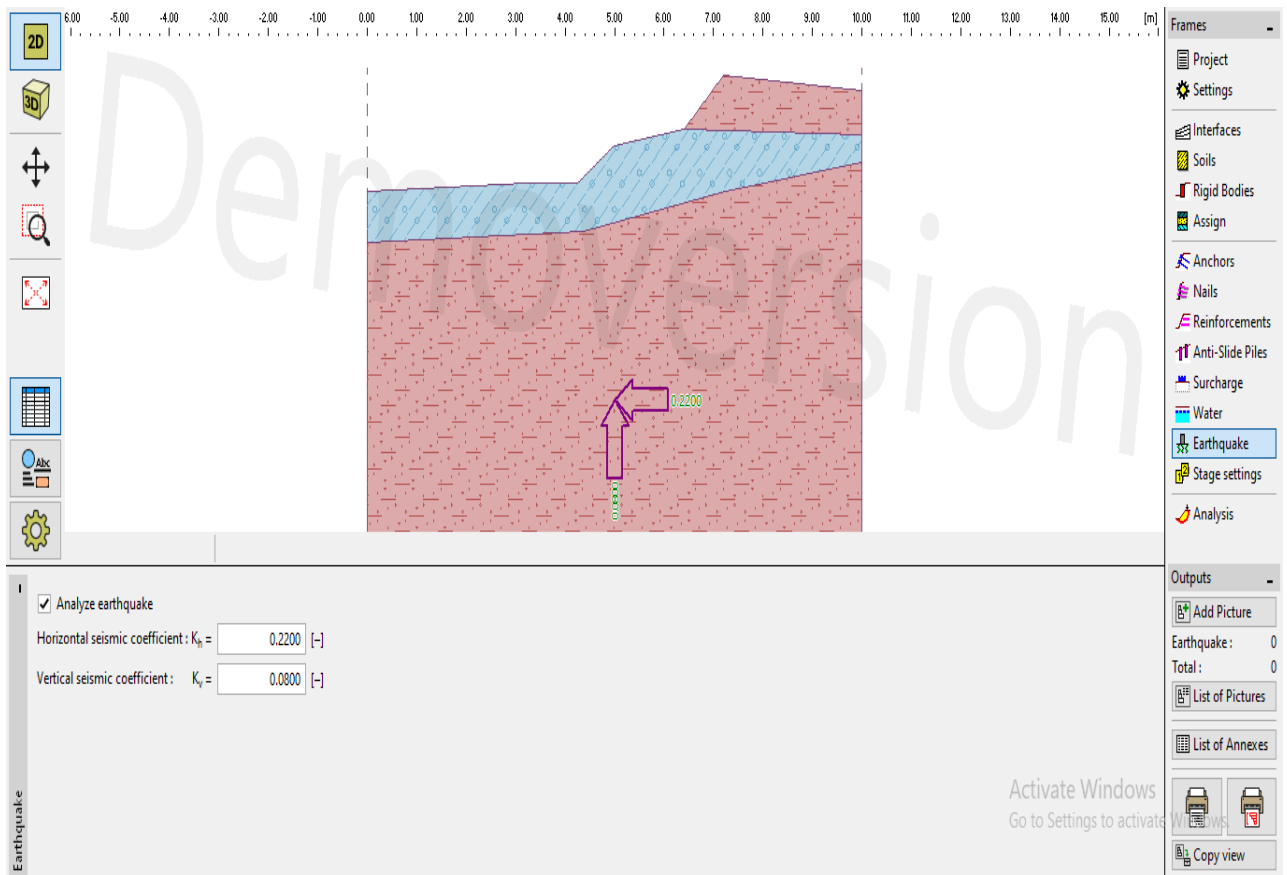 2D
6.00 -5.00 -4.00 -3.00 -2.00 -1.00 0.00 1.00 2.00 3.00 4.00 5.00 6.00 7.00 8.00 9.00 10.00 11.00 12.00 13.00 14.00 15.00 [m]
3D
Demoversion
0.2200
0.0800
Abc
Analyze earthquake
Horizontal seismic coefficient : Kh = 0.2200 [–]
Vertical seismic coefficient : Kv = 0.0800 [–]
Earthquake
Frames
Project
Settings
Interfaces
Soils
Rigid Bodies
Assign
Anchors
Nails
Reinforcements
Anti-Slide Piles
Surcharge
Water
Earthquake
Stage settings
Analysis
Outputs
Add Picture
Earthquake : 0
Total : 0
List of Pictures
List of Annexes
Copy view
Activate Windows
Go to Settings to activate Windows.